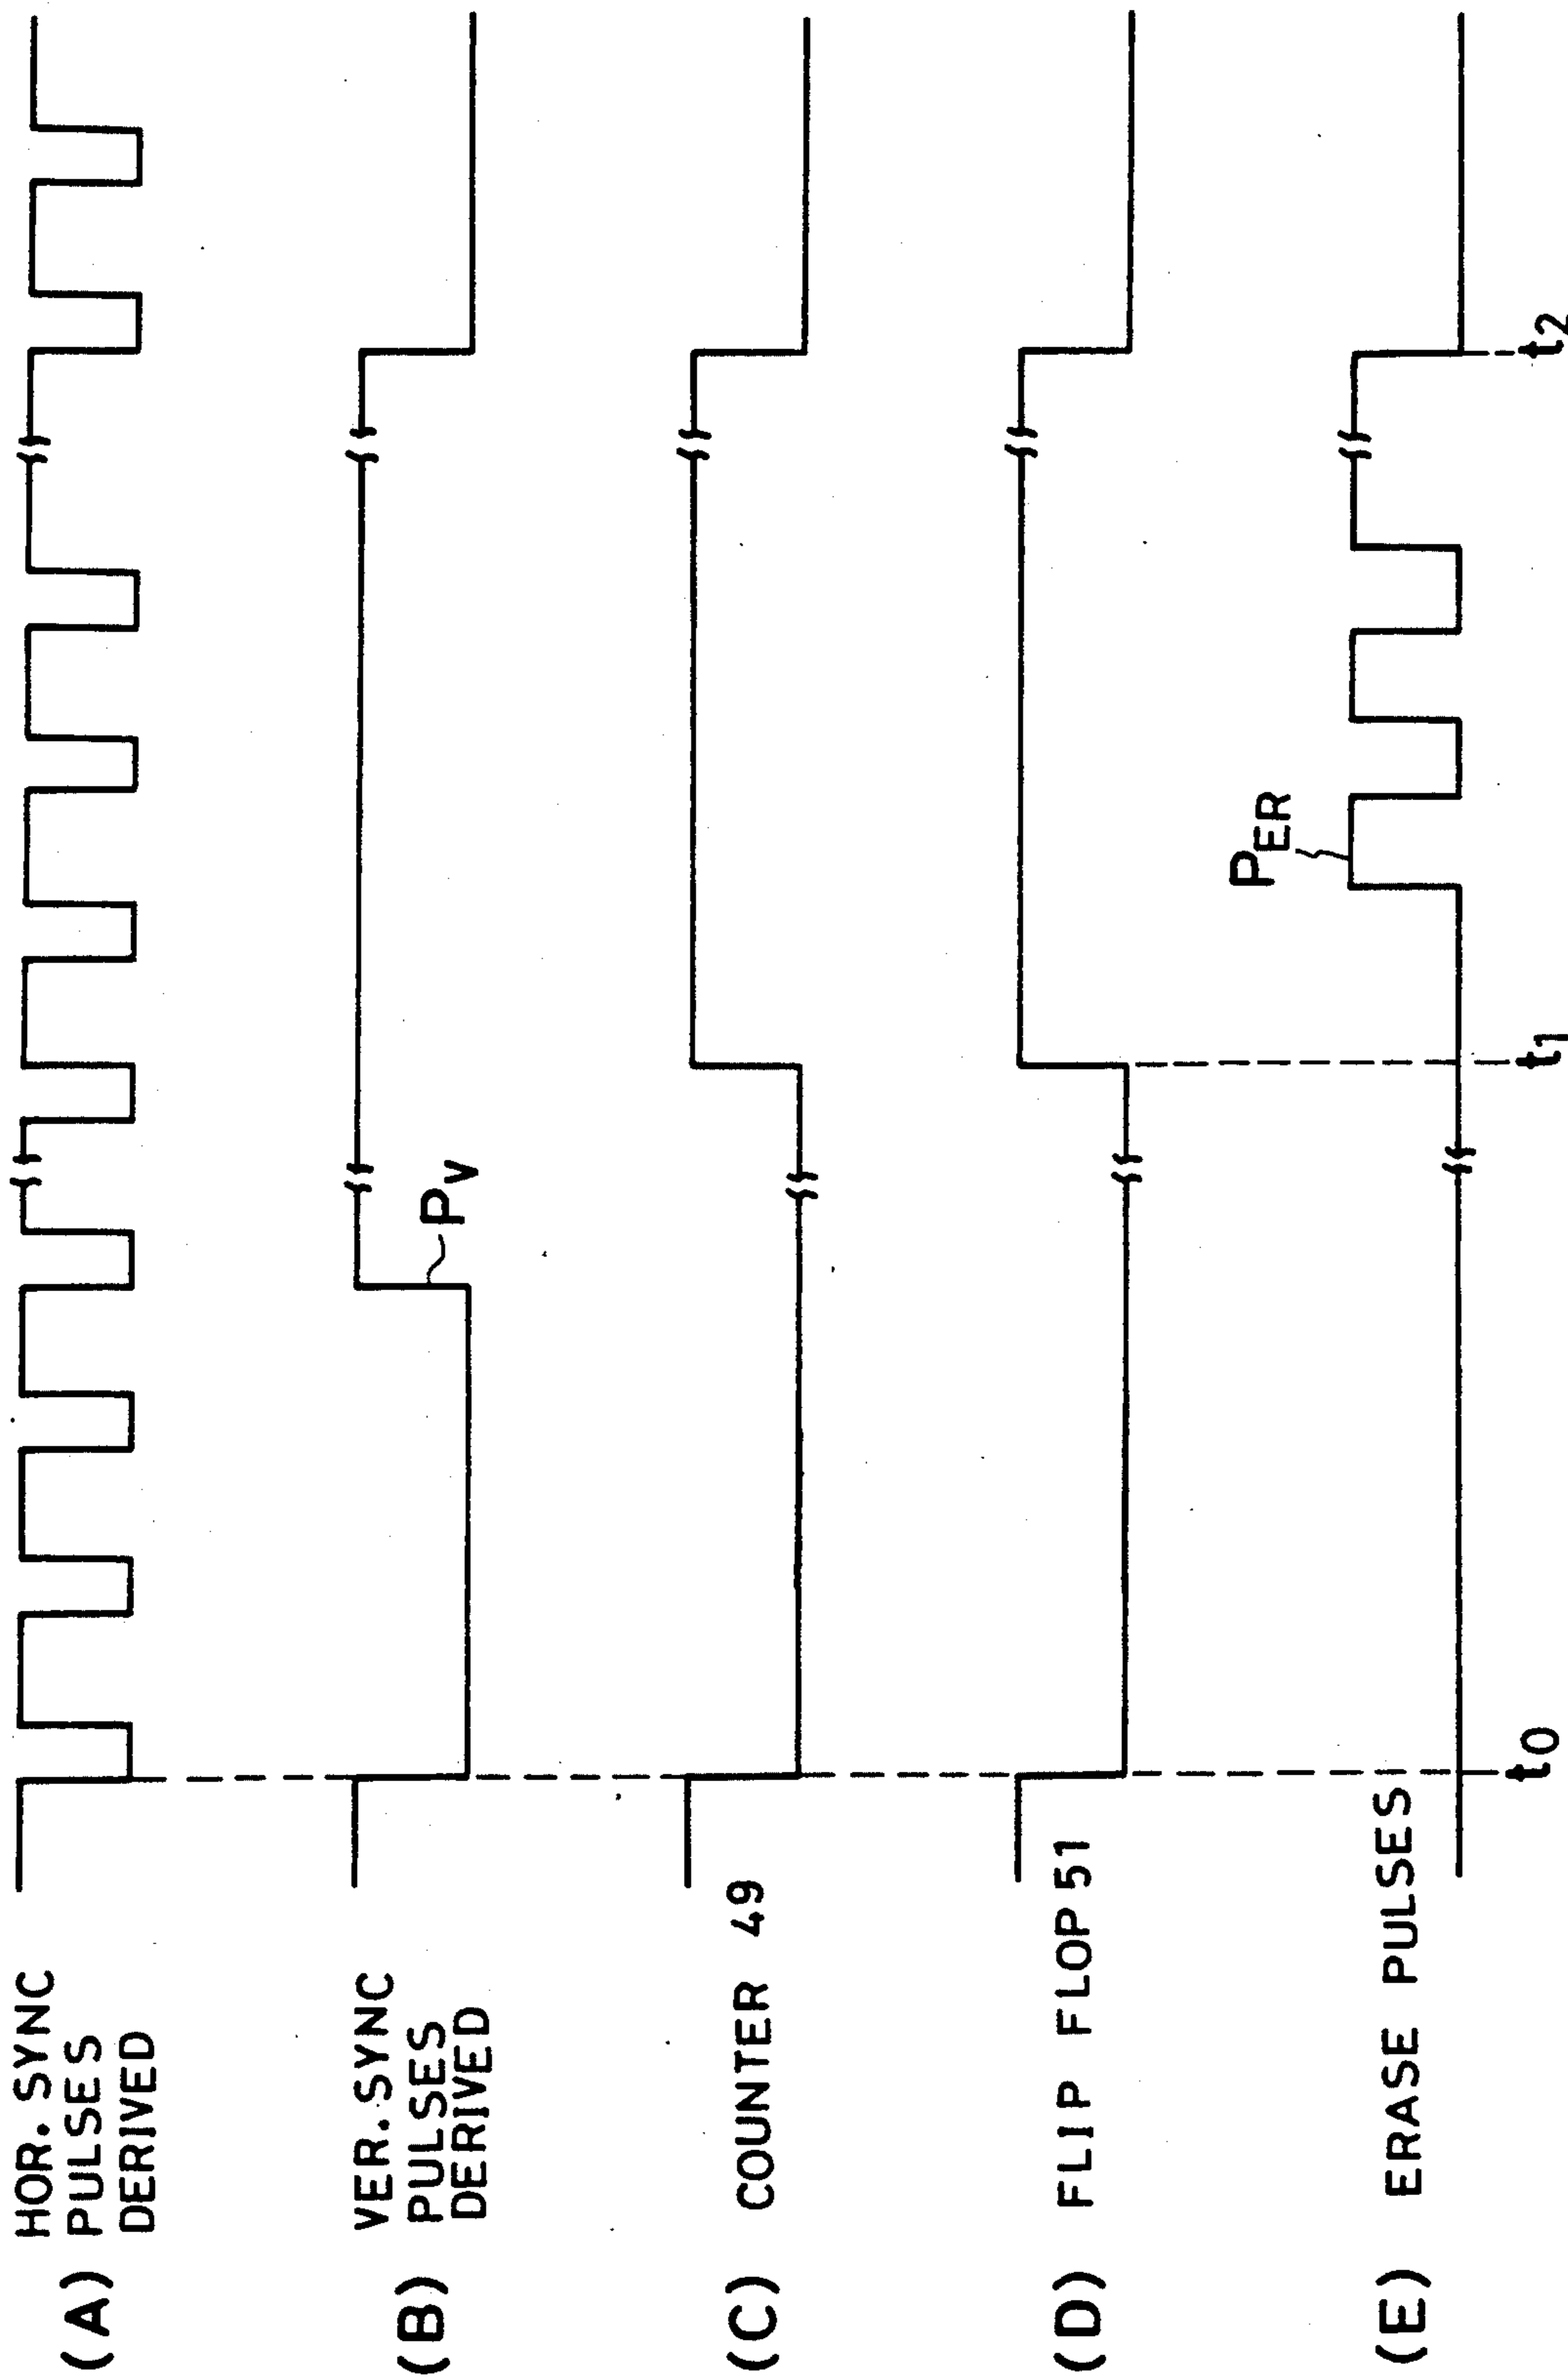 (A) HOR. SYNC
PULSES
DERIVED
(B) VER. SYNC
PULSES
DERIVED
PV
(C) COUNTER 49
(D) FLIP FLOP 51
(E) ERASE PULSES
PER
t0
t1
t2